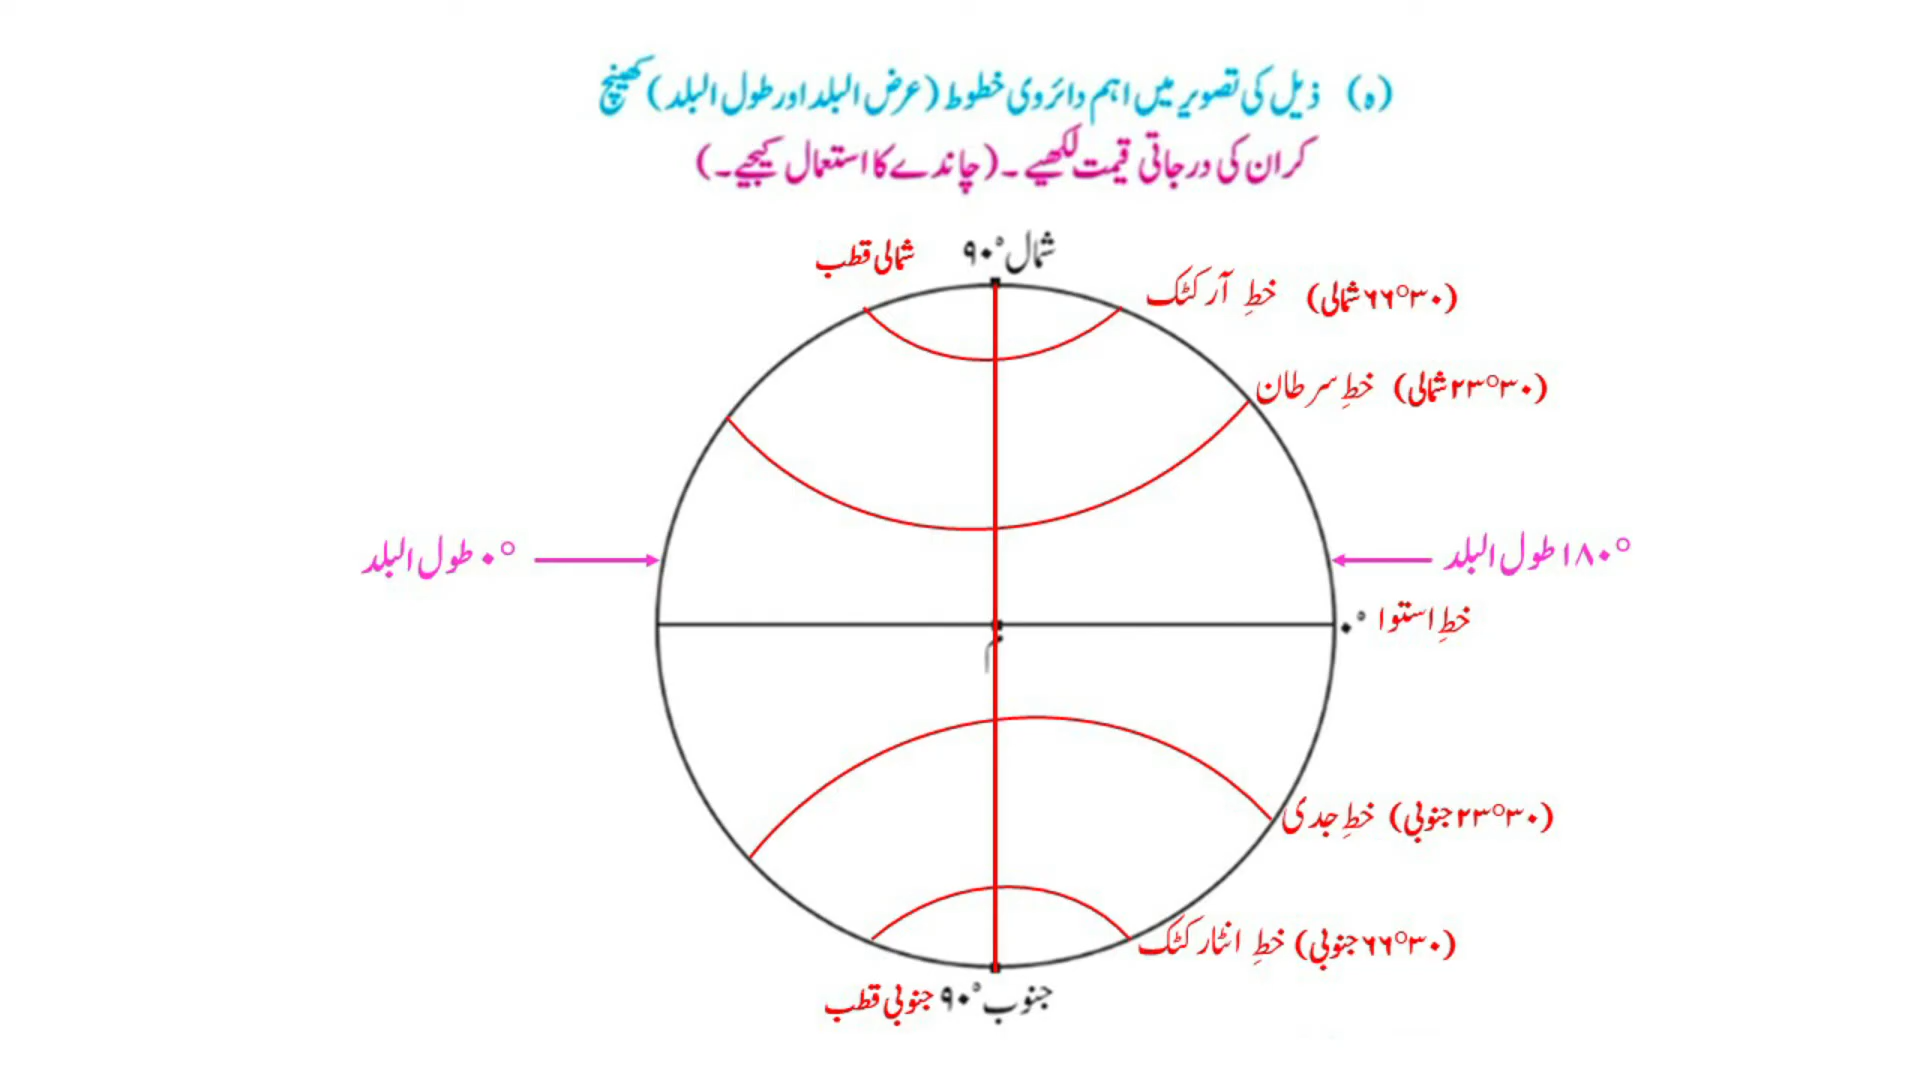 (ہ) ذیل کی تصویر میں اہم دائروی خطوط (عرض البلد اور طول البلد) کھینچ
کر ان کی درجاتی قیمت لکھیے۔ (چاندے کا استعمال کیجیے۔)
شمال ۹۰°
شمالی قطب
خطِ آرکٹک (۶۶°۳۰ شمالی)
خطِ سرطان (۲۳°۳۰ شمالی)
۱۸۰° طول البلد
۰° طول البلد
۰° خطِ استوا
م
خطِ جدی (۲۳°۳۰ جنوبی)
خطِ انٹارکٹک (۶۶°۳۰ جنوبی)
جنوب ۹۰° جنوبی قطب